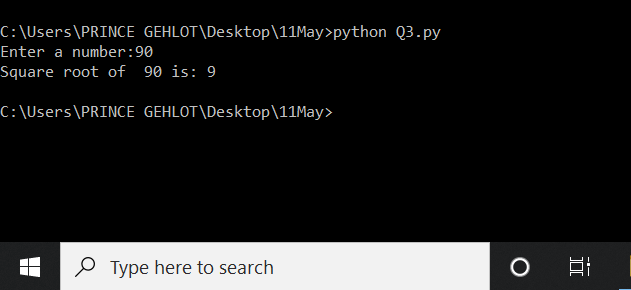 C:\Users\PRINCE GEHLOT\Desktop\11May>python Q3.py
Enter a number:90
Square root of  90 is: 9
C:\Users\PRINCE GEHLOT\Desktop\11May>
Type here to search